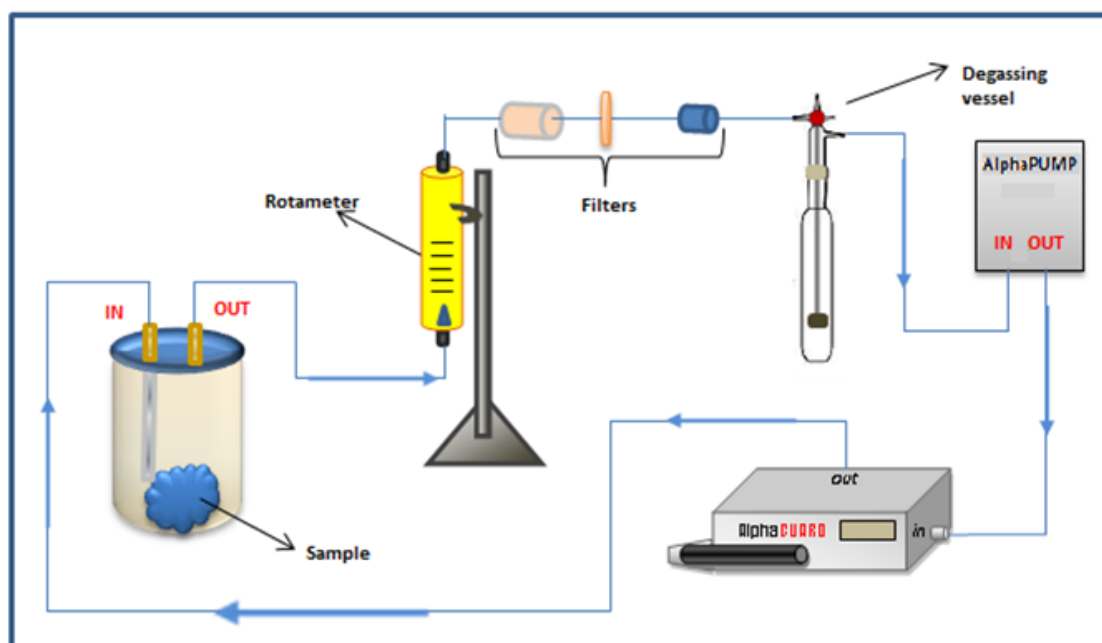 Degassing
vessel
AlphaPUMP
IN OUT
Rotameter
Filters
IN
OUT
out
AlphaGUARD
in
Sample